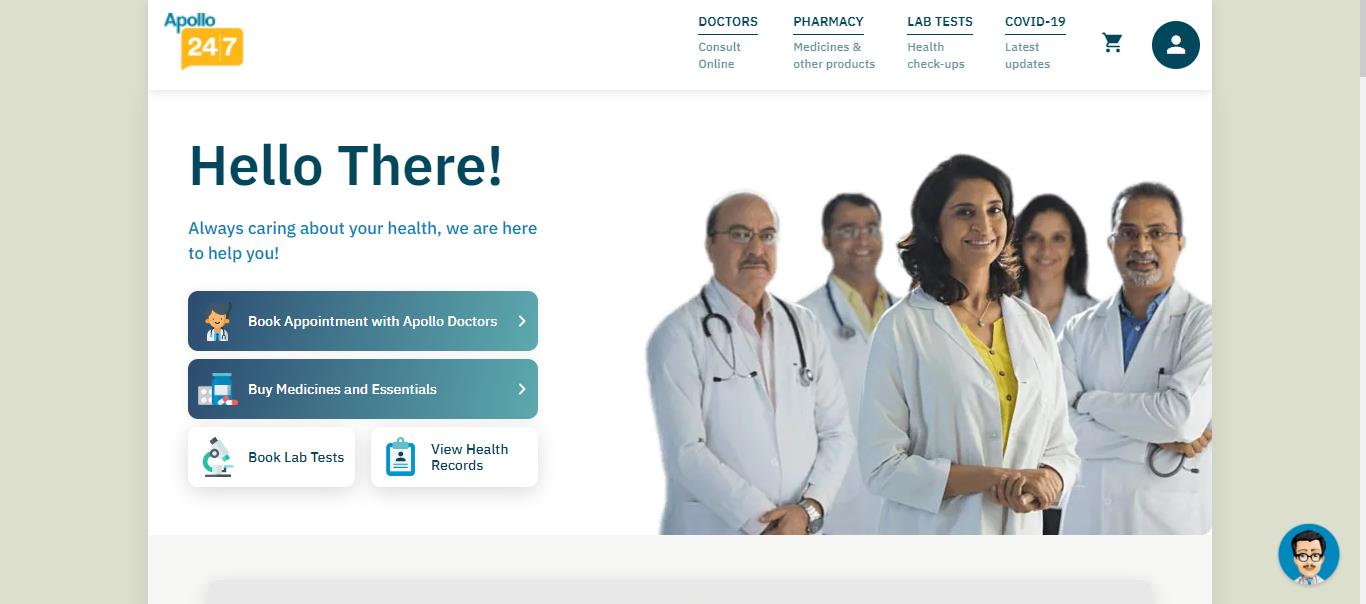 Apollo
24|7
DOCTORS
Consult
Online
PHARMACY
Medicines &
other products
LAB TESTS
Health
check-ups
COVID-19
Latest
updates
Hello There!
Always caring about your health, we are here
to help you!
Book Appointment with Apollo Doctors
Buy Medicines and Essentials
Book Lab Tests
View Health
Records